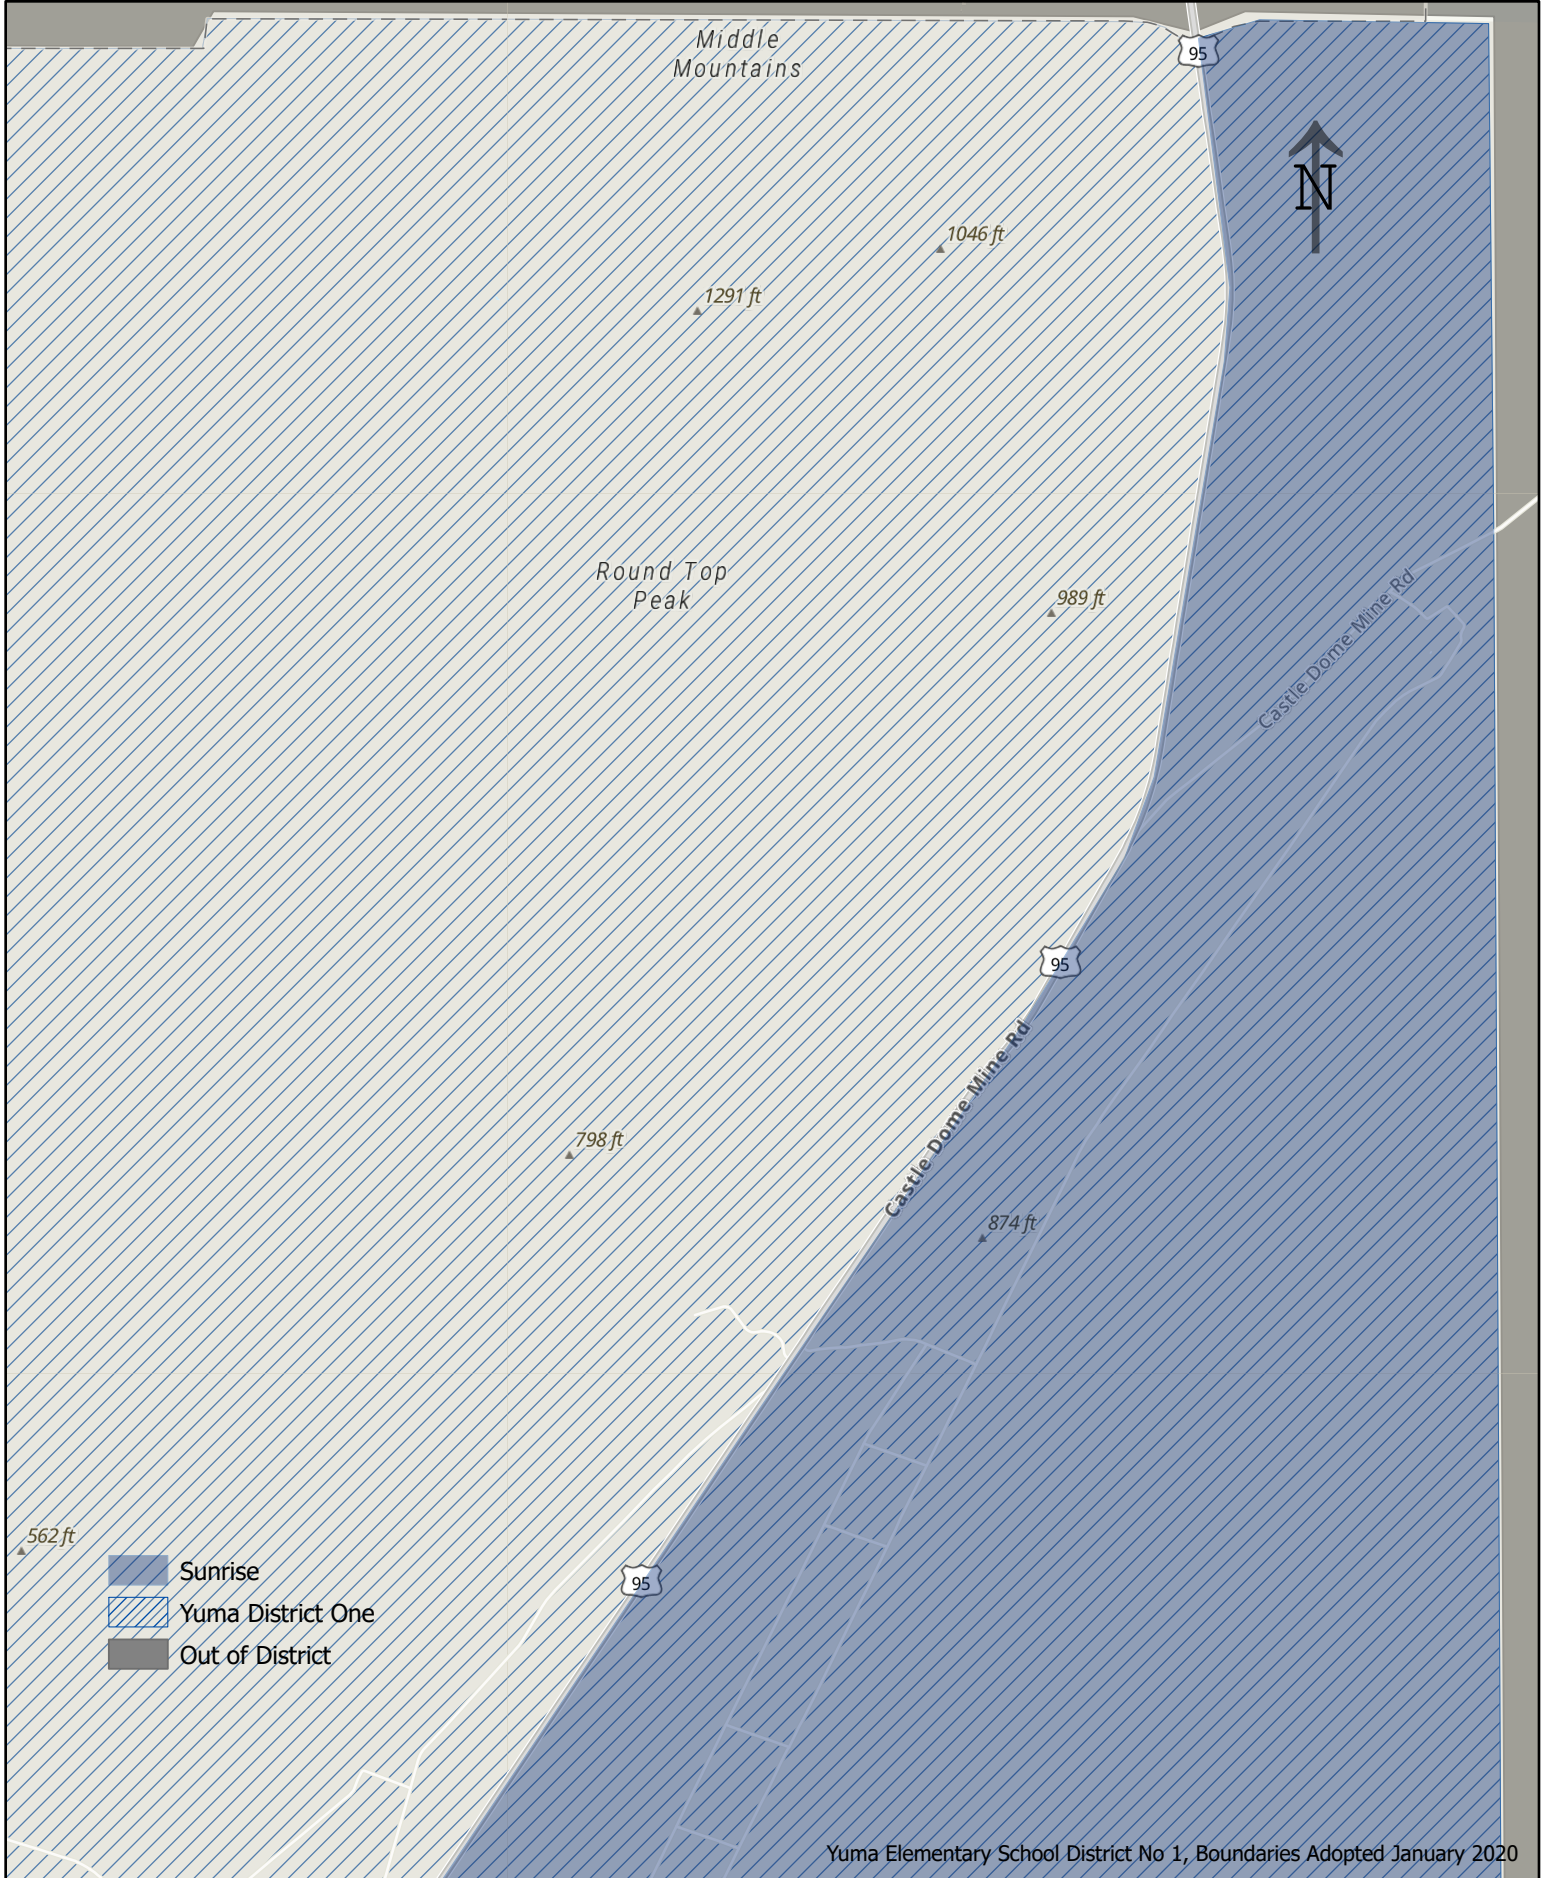 Middle
Mountains
95
N
1046 ft
1291 ft
Round Top
Peak
989 ft
Castle Dome Mine Rd
95
Castle Dome Mine Rd
798 ft
874 ft
562 ft
Sunrise
95
Yuma District One
Out of District
Yuma Elementary School District No 1, Boundaries Adopted January 2020